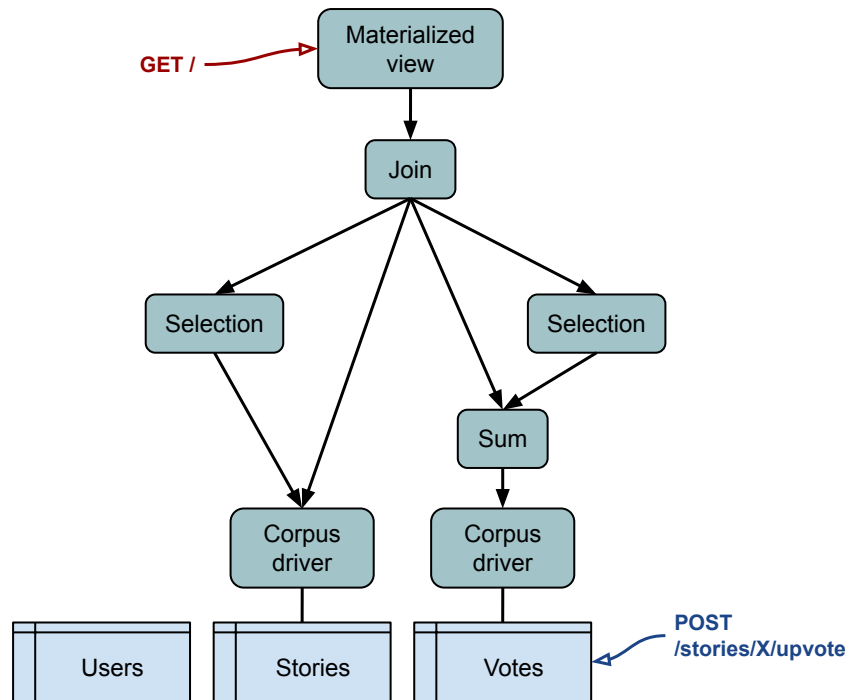 Materialized
view
GET /
Join
Selection
Selection
Sum
Corpus
driver
Corpus
driver
Users
Stories
Votes
POST
/stories/X/upvote